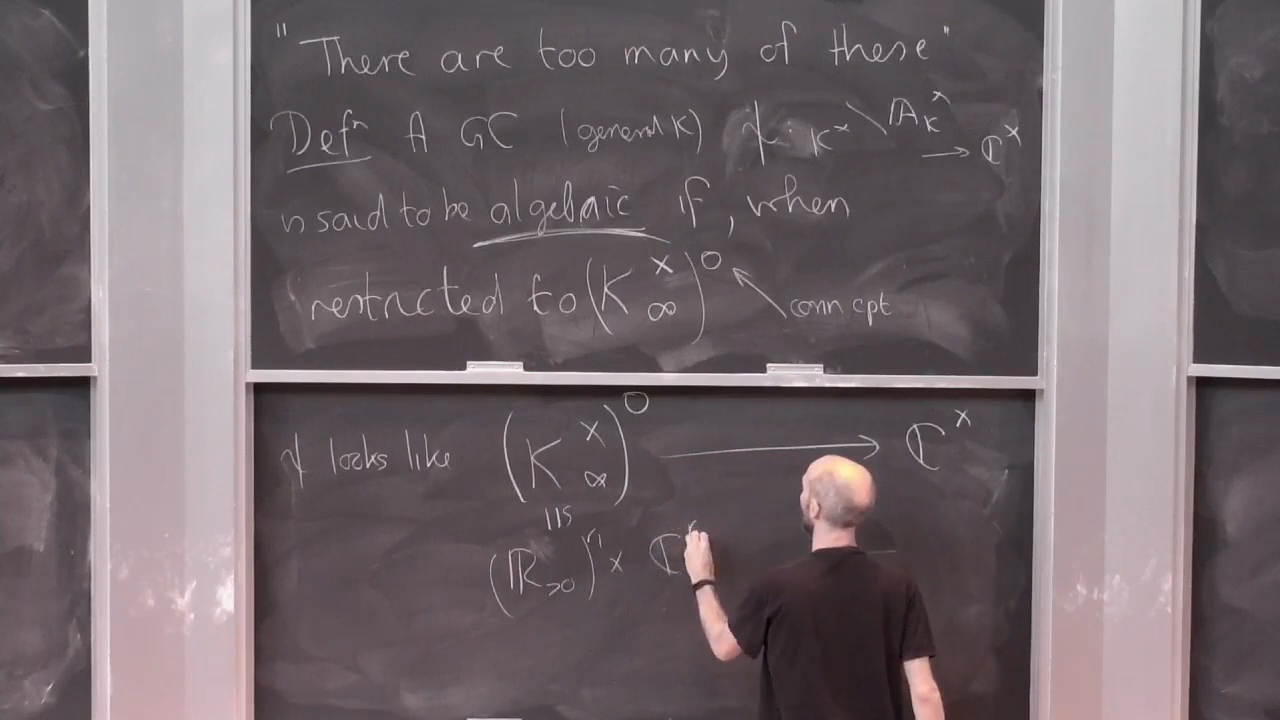 "There are too many of these"
Defⁿ A GC (general K) ψ: K^× \ 𝔸_K^× → ℂ^×
is said to be algebraic if, when
restricted to (K_∞^×)^0 ← conn cpt
ψ looks like (K_∞^×)^0 → ℂ^×
115
(ℝ_{>0})^{r_1} × ℂ